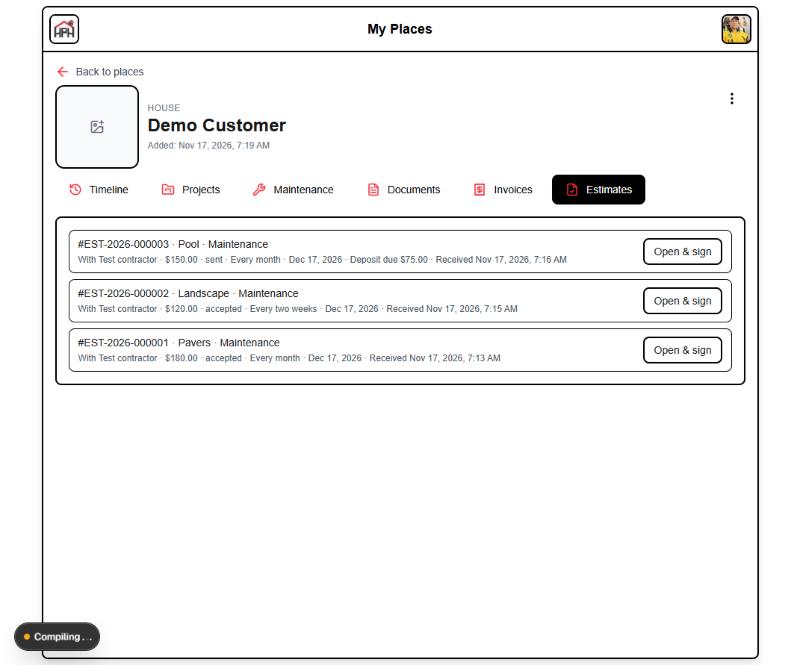 HPH
My Places
Back to places
HOUSE
Demo Customer
Added: Nov 17, 2026, 7:19 AM
Timeline
Projects
Maintenance
Documents
Invoices
Estimates
#EST-2026-000003 · Pool · Maintenance
With Test contractor · $150.00 · sent · Every month · Dec 17, 2026 · Deposit due $75.00 · Received Nov 17, 2026, 7:16 AM
Open & sign
#EST-2026-000002 · Landscape · Maintenance
With Test contractor · $120.00 · accepted · Every two weeks · Dec 17, 2026 · Received Nov 17, 2026, 7:15 AM
Open & sign
#EST-2026-000001 · Pavers · Maintenance
With Test contractor · $180.00 · accepted · Every month · Dec 17, 2026 · Received Nov 17, 2026, 7:13 AM
Open & sign
Compiling ...